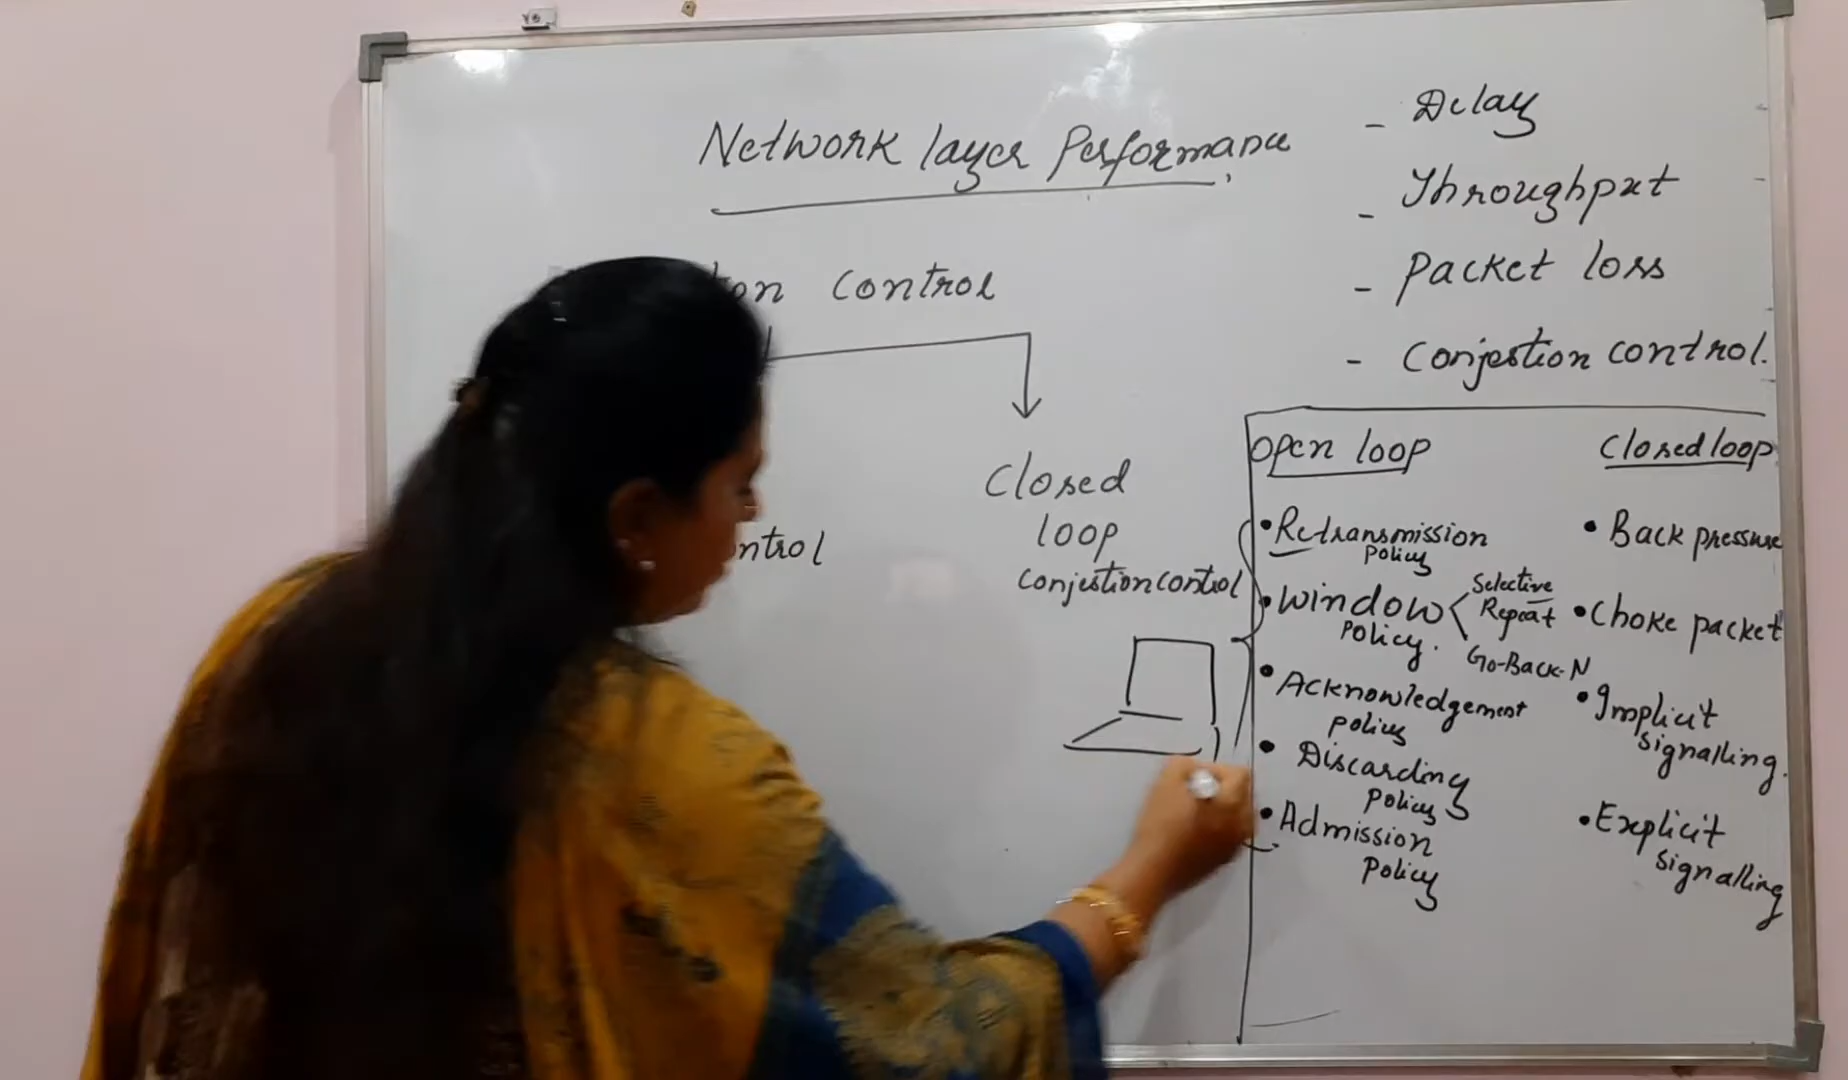 Network layer Performance
- Delay
- Throughput
- Packet loss
- Conjestion control.
control
Closed
loop
conjestion control
Open loop
• Retransmission
policy
• Window
policy.
Selective
Repeat
Go-Back-N
• Acknowledgement
policy
• Discarding
policy
• Admission
policy
Closed loop
• Back pressure
• Choke packet
• Implicit
signalling.
• Explicit
signalling